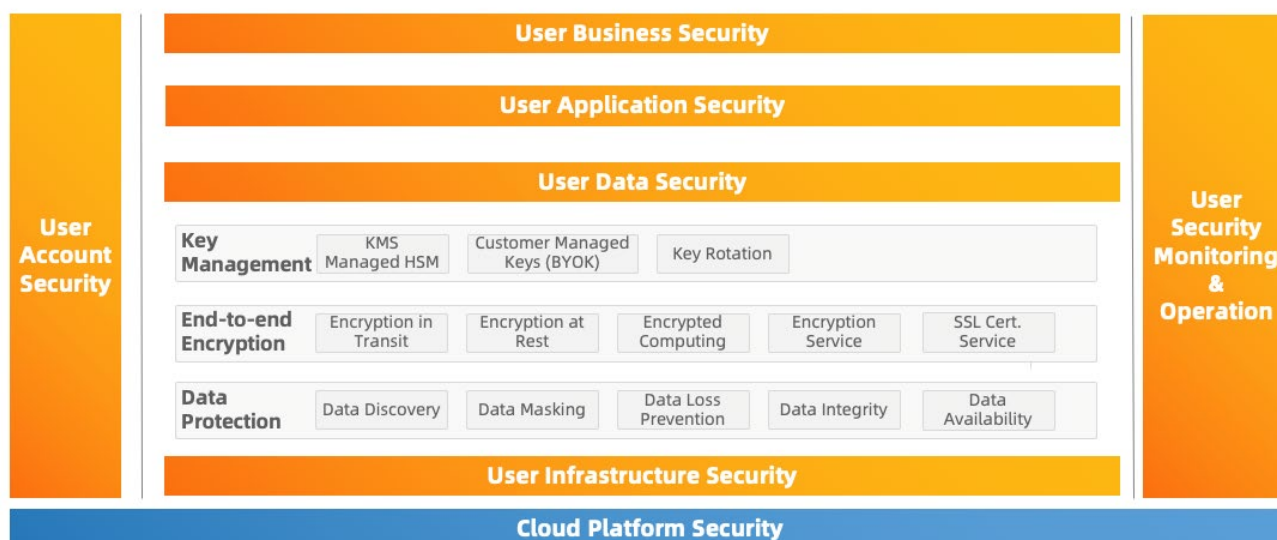 User Business Security
User Application Security
User Data Security
User
Account
Security
Key
Management
KMS
Managed HSM
Customer Managed
Keys (BYOK)
Key Rotation
End-to-end
Encryption
Encryption in
Transit
Encryption at
Rest
Encrypted
Computing
Encryption
Service
SSL Cert.
Service
Data
Protection
Data Discovery
Data Masking
Data Loss
Prevention
Data Integrity
Data
Availability
User
Security
Monitoring
&
Operation
User Infrastructure Security
Cloud Platform Security